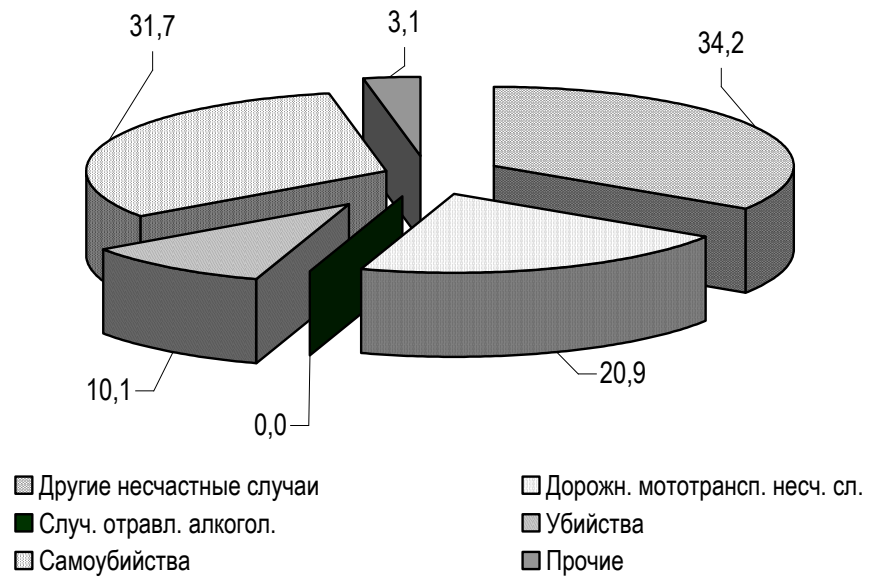 31,7
3,1
34,2
10,1
20,9
0,0
Другие несчастные случаи
Дорожн. мототрансп. несч. сл.
Случ. отравл. алкогол.
Убийства
Самоубийства
Прочие